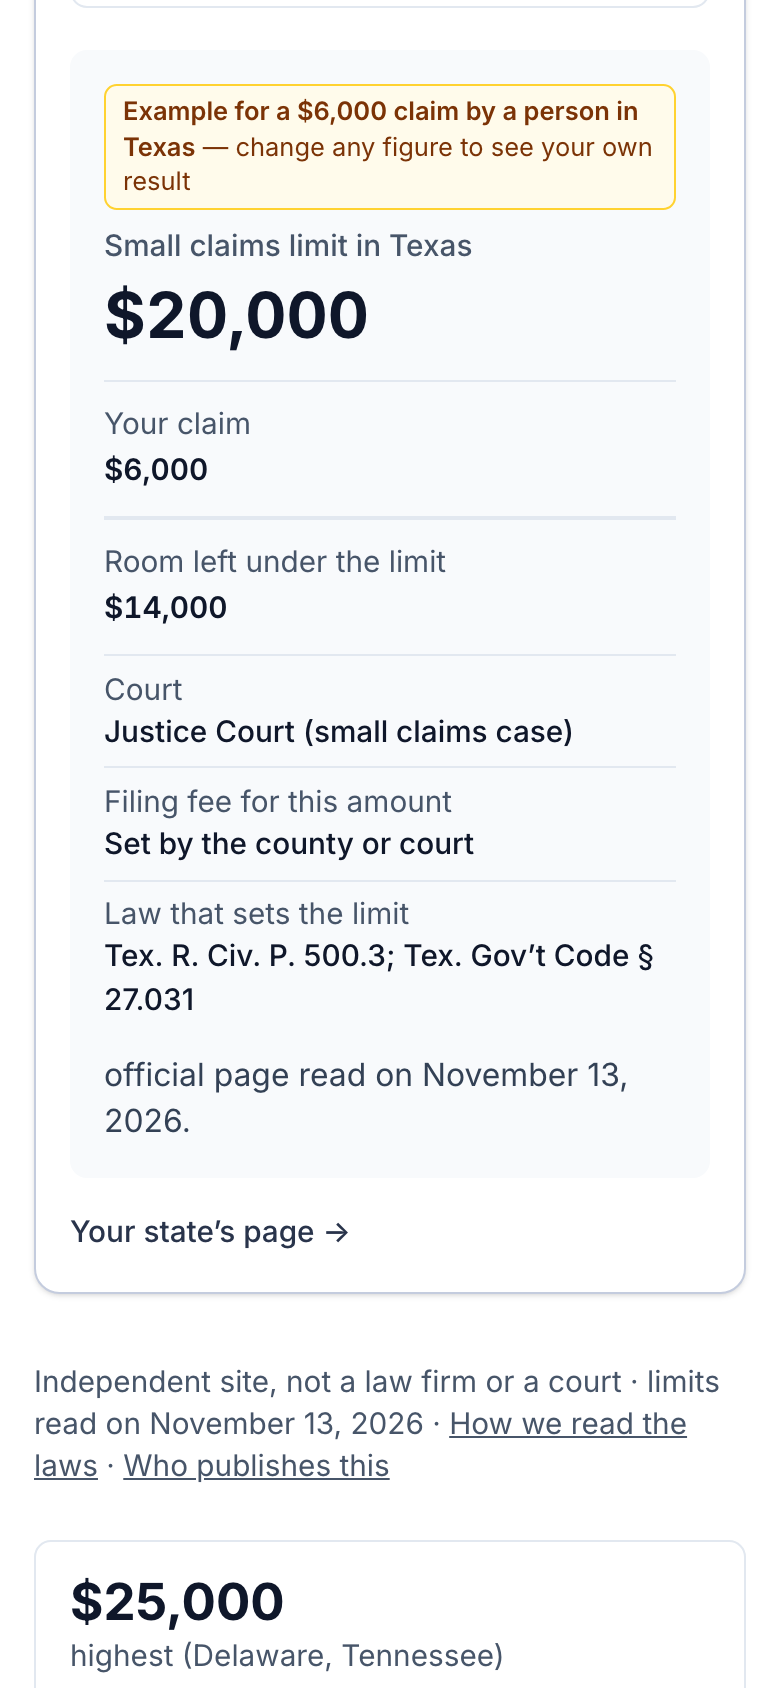 Example for a $6,000 claim by a person in
Texas — change any figure to see your own
result
Small claims limit in Texas
$20,000
Your claim
$6,000
Room left under the limit
$14,000
Court
Justice Court (small claims case)
Filing fee for this amount
Set by the county or court
Law that sets the limit
Tex. R. Civ. P. 500.3; Tex. Gov’t Code §
27.031
official page read on November 13,
2026.
Your state’s page →
Independent site, not a law firm or a court · limits
read on November 13, 2026 · How we read the
laws · Who publishes this
$25,000
highest (Delaware, Tennessee)